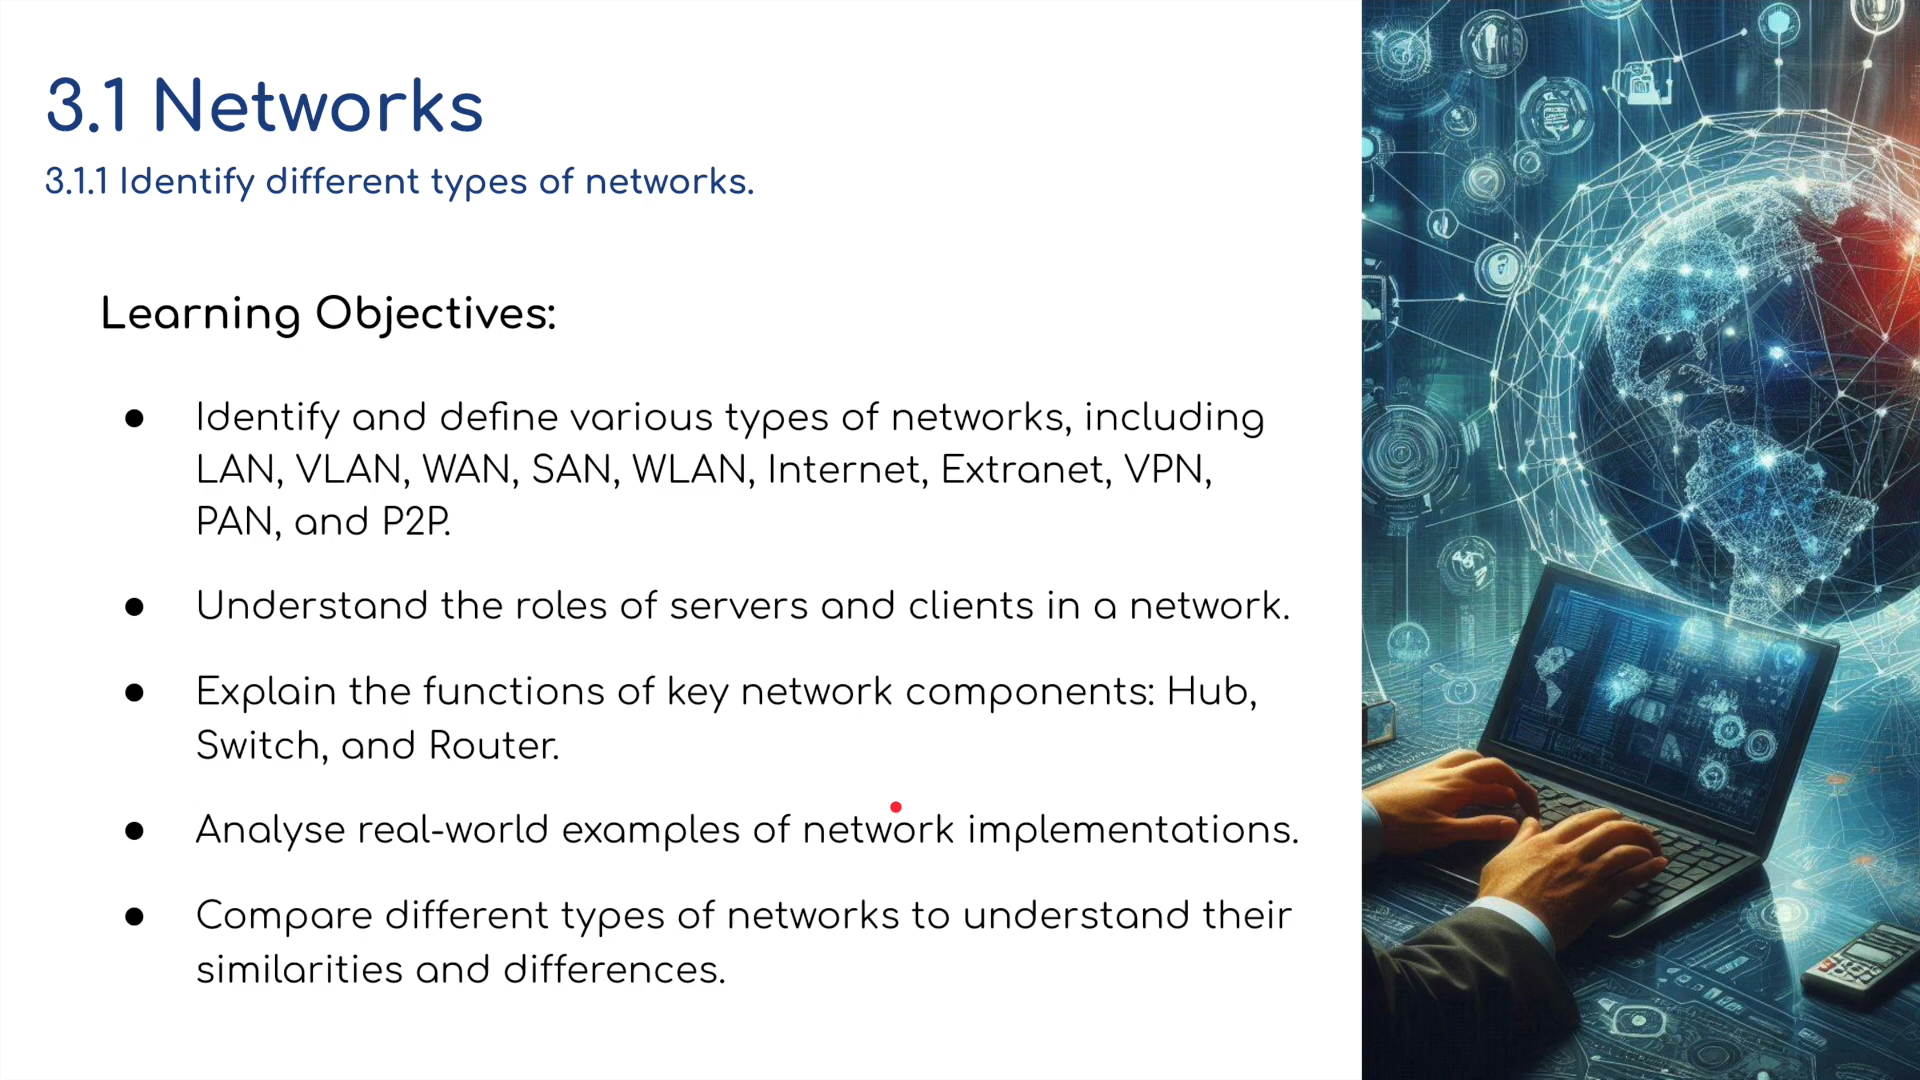 3.1 Networks
3.1.1 Identify different types of networks.
Learning Objectives:
● Identify and define various types of networks, including
LAN, VLAN, WAN, SAN, WLAN, Internet, Extranet, VPN,
PAN, and P2P.
● Understand the roles of servers and clients in a network.
● Explain the functions of key network components: Hub,
Switch, and Router.
● Analyse real-world examples of network implementations.
● Compare different types of networks to understand their
similarities and differences.